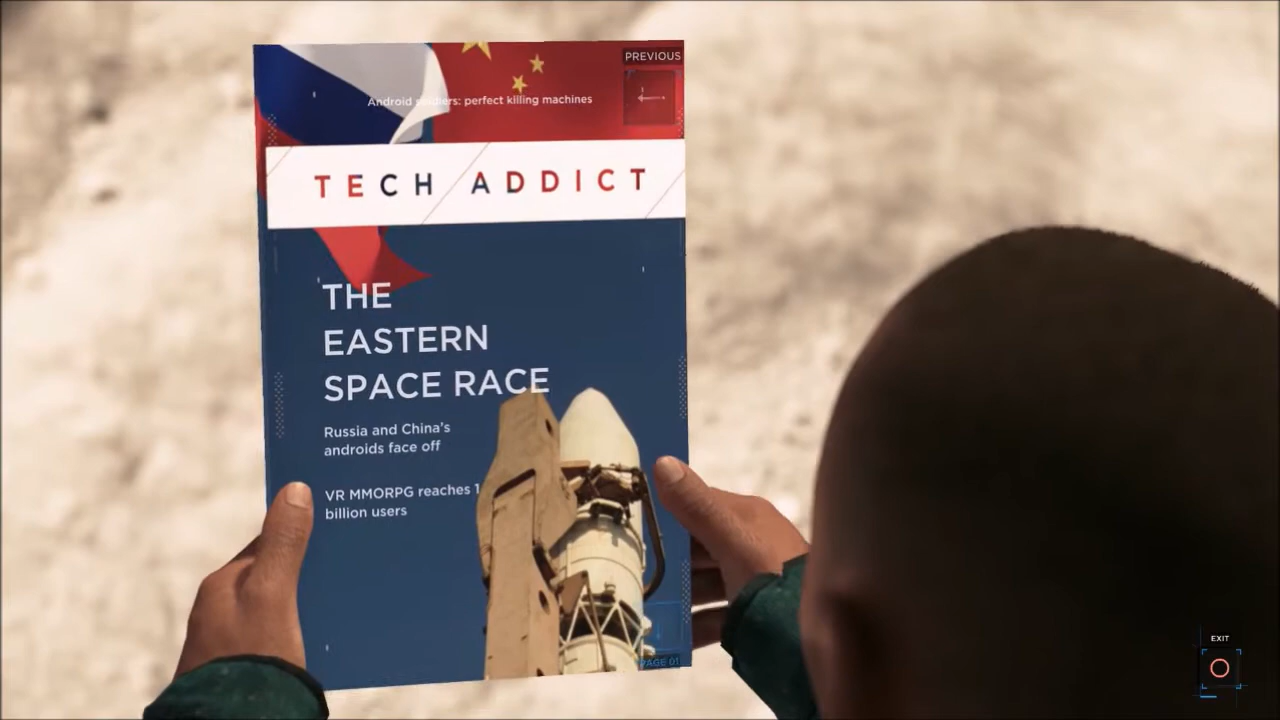 PREVIOUS
Android soldiers: perfect killing machines
TECH ADDICT
THE
EASTERN
SPACE RACE
Russia and China's
androids face off
VR MMORPG reaches 1
billion users
PAGE 01
EXIT